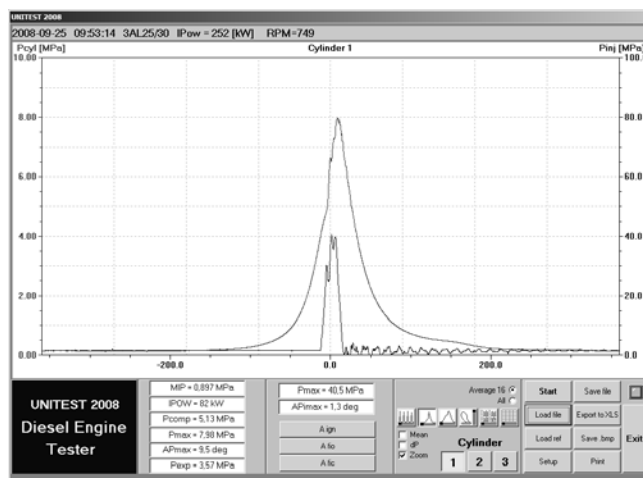 UNITEST 2008
2008-09-25 09:53:14 3AL25/30 IPow = 252 [kW] RPM=749
Pcyl [MPa] Cylinder 1 Pinj [MPa]
10.00 100.0
8.00 80.0
6.00 60.0
4.00 40.0
2.00 20.0
0.00 0.00
-200.0 0.0 200.0
UNITEST 2008
Diesel Engine
Tester
MIP = 0,897 MPa
IPOW = 82 kW
Pcomp = 5,13 MPa
Pmax = 7,98 MPa
APmax = 9,5 deg
Pexp = 3,57 MPa
Pmax = 40,5 MPa
APimax = 1,3 deg
A ign
A fio
A fic
Average 16
All
Mean
dP
Zoom
Cylinder
1 2 3
Start Save file
Load file Export to XLS
Load ref Save .bmp Exit
Setup Print